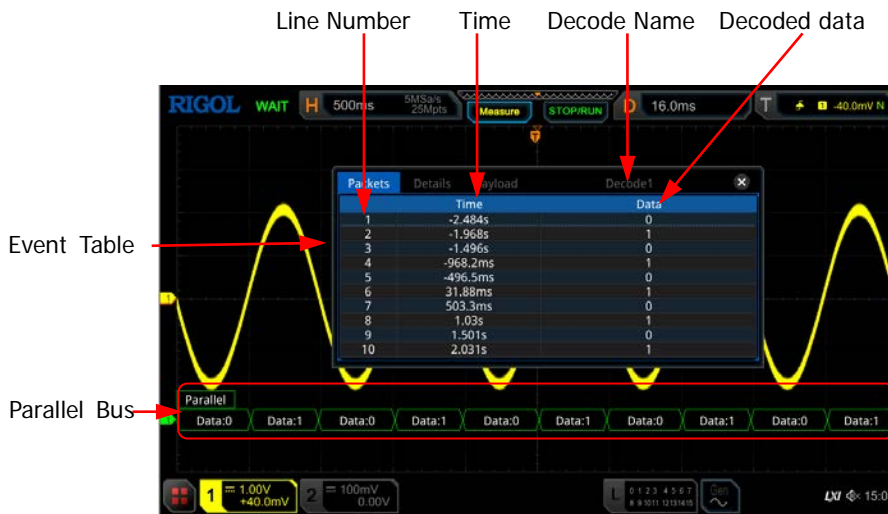 Line Number Time Decode Name Decoded data
RIGOL WAIT H 500ms 5MSa/s 25Mpts Measure STOP/RUN D 16.0ms T 1 -40.0mV N
T
Packets Details Payload Decode1
Time Data
1 -2.484s 0
2 -1.968s 1
3 -1.496s 0
Event Table
4 -968.2ms 1
5 -496.5ms 0
6 31.88ms 1
7 503.3ms 0
8 1.03s 1
9 1.501s 0
10 2.031s 1
1
Parallel
Parallel Bus
1 Data:0 Data:1 Data:0 Data:1 Data:0 Data:1 Data:0 Data:1 Data:0 Data:1
1 1.00V +40.0mV 2 100mV 0.00V L 0 1 2 3 4 5 6 7 Gen
8 9 10 11 12 13 14 15
LXI 15:0